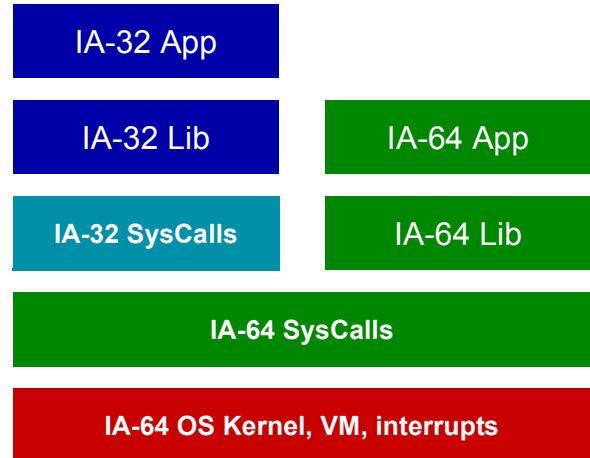 IA-32 App
IA-32 Lib
IA-64 App
IA-32 SysCalls
IA-64 Lib
IA-64 SysCalls
IA-64 OS Kernel, VM, interrupts